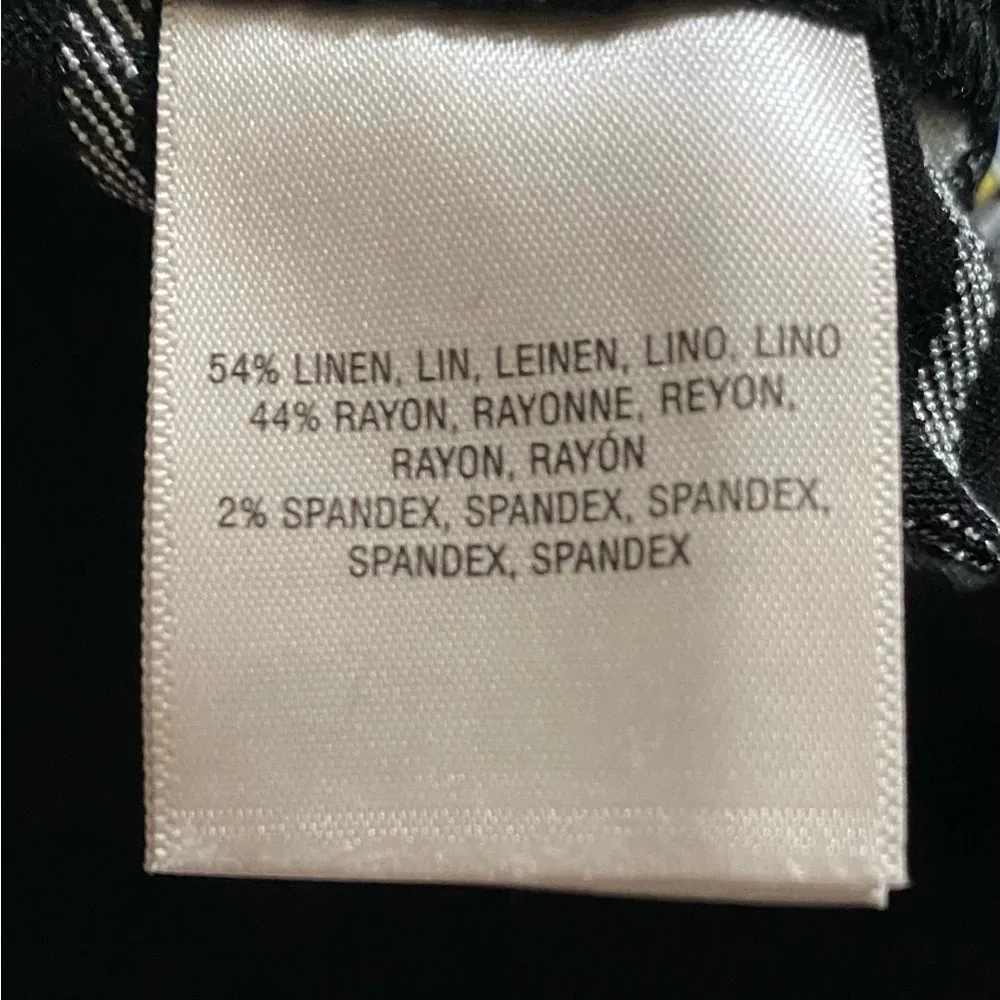 54% LINEN, LIN, LEINEN, LINO, LINO
44% RAYON, RAYONNE, REYON,
RAYON, RAYÓN
2% SPANDEX, SPANDEX, SPANDEX,
SPANDEX, SPANDEX